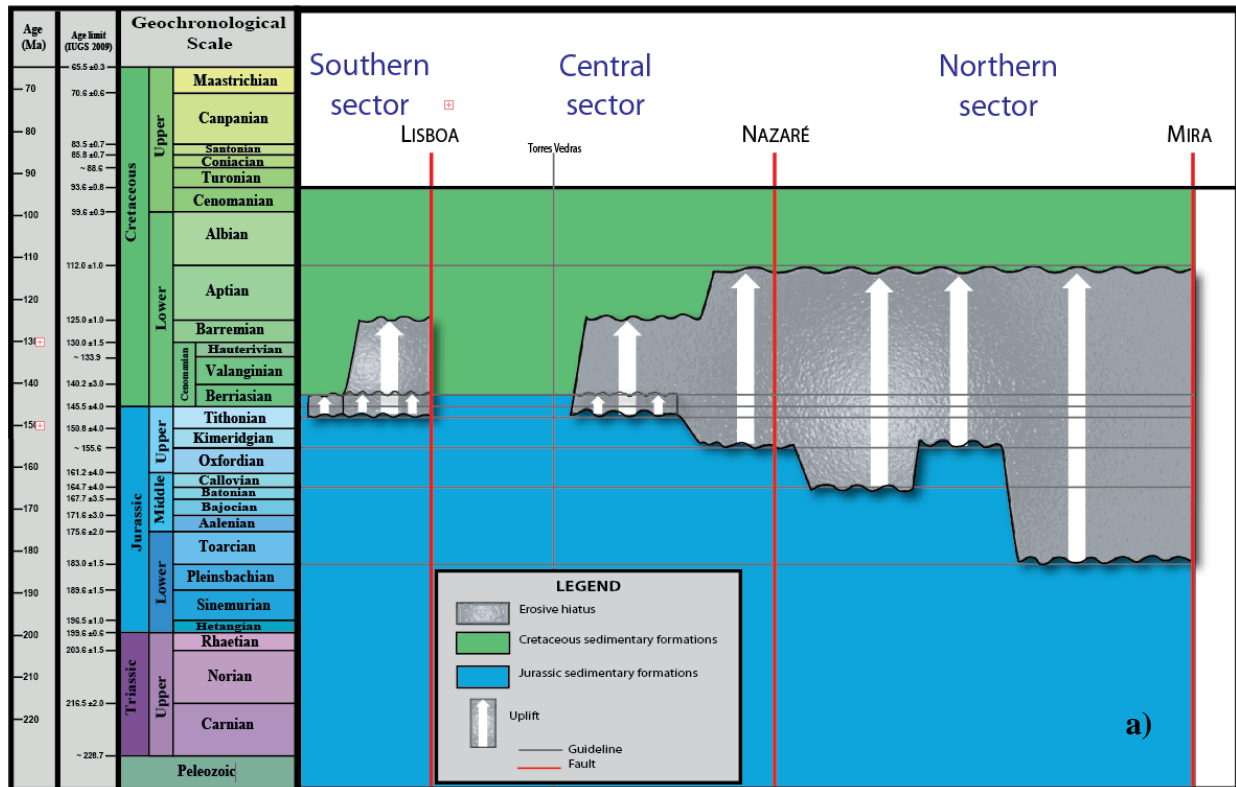 Age
(Ma)
Age limit
(IUGS 2009)
Geochronological
Scale
70
80
90
100
110
120
130
140
150
160
170
180
190
200
210
220
65.5 ±0.3
70.6 ±0.6
83.5 ±0.7
85.8 ±0.7
~ 88.6
93.6 ±0.8
99.6 ±0.9
112.0 ±1.0
125.0 ±1.0
130.0 ±1.5
~ 133.9
140.2 ±3.0
145.5 ±4.0
150.8 ±4.0
~ 155.6
161.2 ±4.0
164.7 ±4.0
167.7 ±3.5
171.6 ±3.0
175.6 ±2.0
183.0 ±1.5
189.6 ±1.5
196.5 ±1.0
199.6 ±0.6
203.6 ±1.5
216.5 ±2.0
~ 228.7
Cretaceous
Jurassic
Triassic
Upper
Lower
Upper
Middle
Lower
Upper
Cenomanian
Maastrichian
Canpanian
Santonian
Coniacian
Turonian
Cenomanian
Albian
Aptian
Barremian
Hauterivian
Valanginian
Berriasian
Tithonian
Kimeridgian
Oxfordian
Callovian
Batonian
Bajocian
Aalenian
Toarcian
Pleinsbachian
Sinemurian
Hetangian
Rhaetian
Norian
Carnian
Peleozoic
Southern
sector
Central
sector
Northern
sector
LISBOA
Torres Vedras
NAZARÉ
MIRA
LEGEND
Erosive hiatus
Cretaceous sedimentary formations
Jurassic sedimentary formations
Uplift
Guideline
Fault
a)